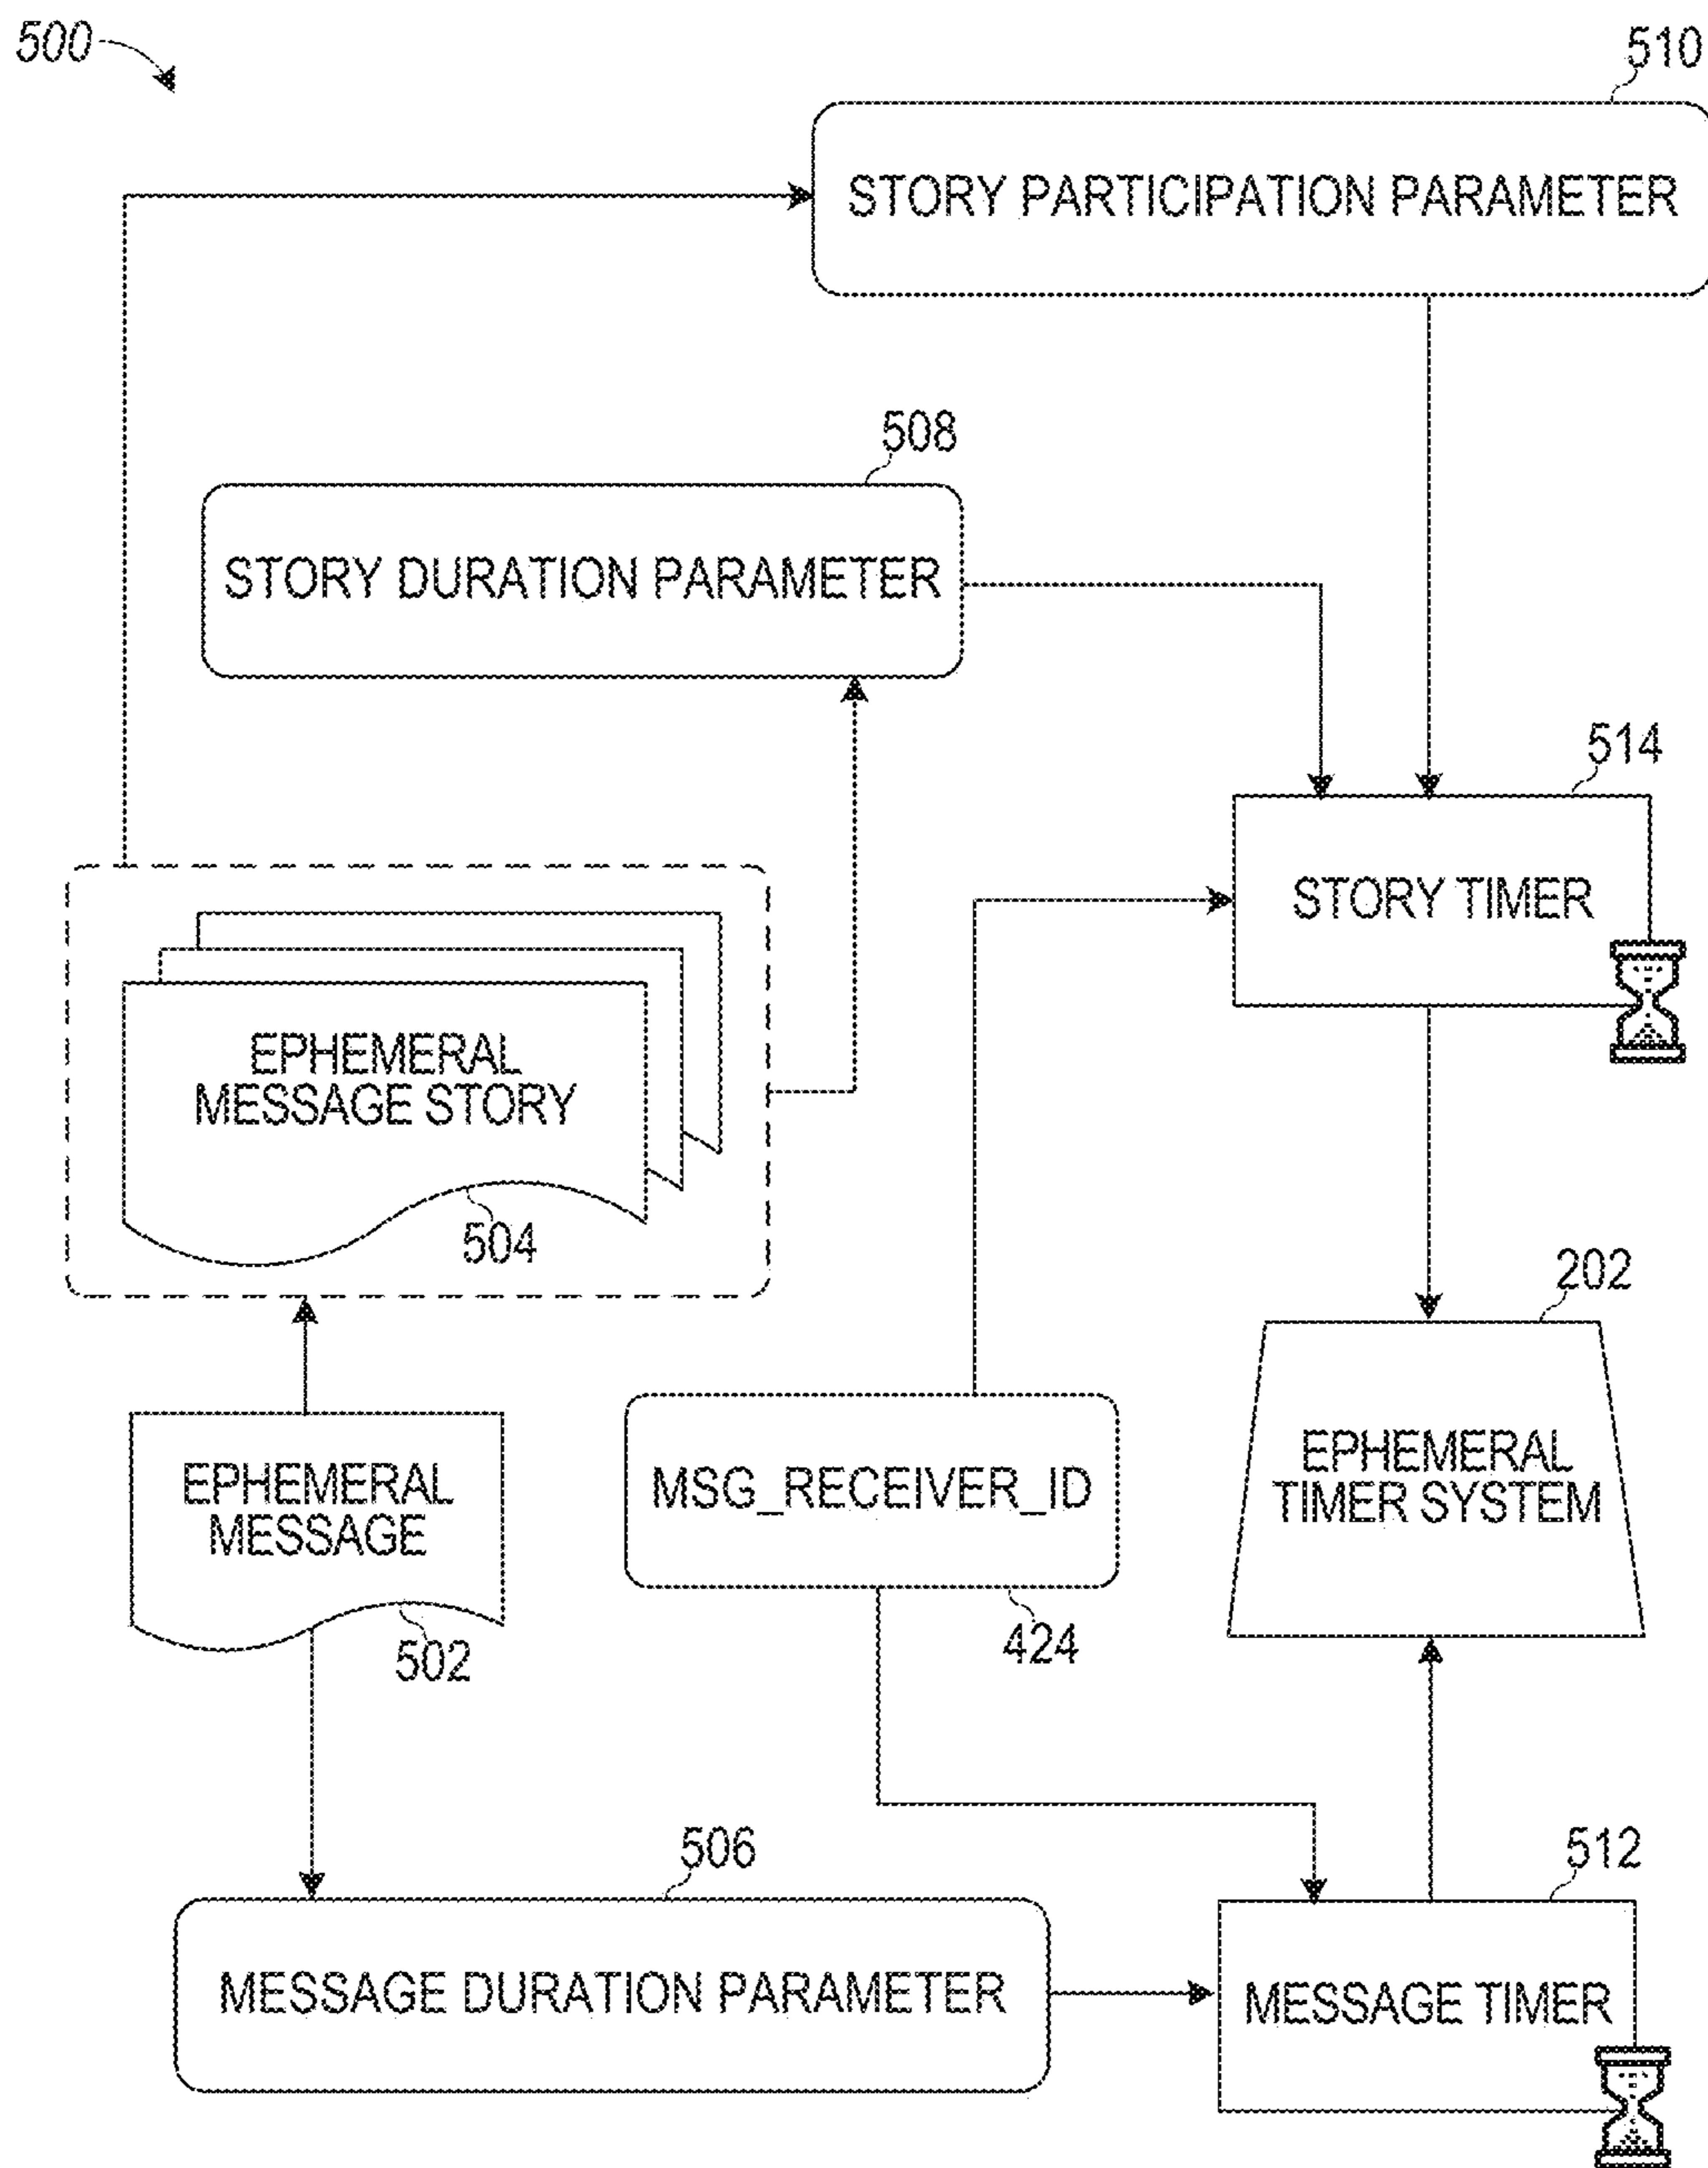 500
510
STORY PARTICIPATION PARAMETER
508
STORY DURATION PARAMETER
514
STORY TIMER
EPHEMERAL
MESSAGE STORY
504
202
EPHEMERAL
TIMER SYSTEM
MSG_RECEIVER_ID
424
EPHEMERAL
MESSAGE
502
506
MESSAGE DURATION PARAMETER
512
MESSAGE TIMER